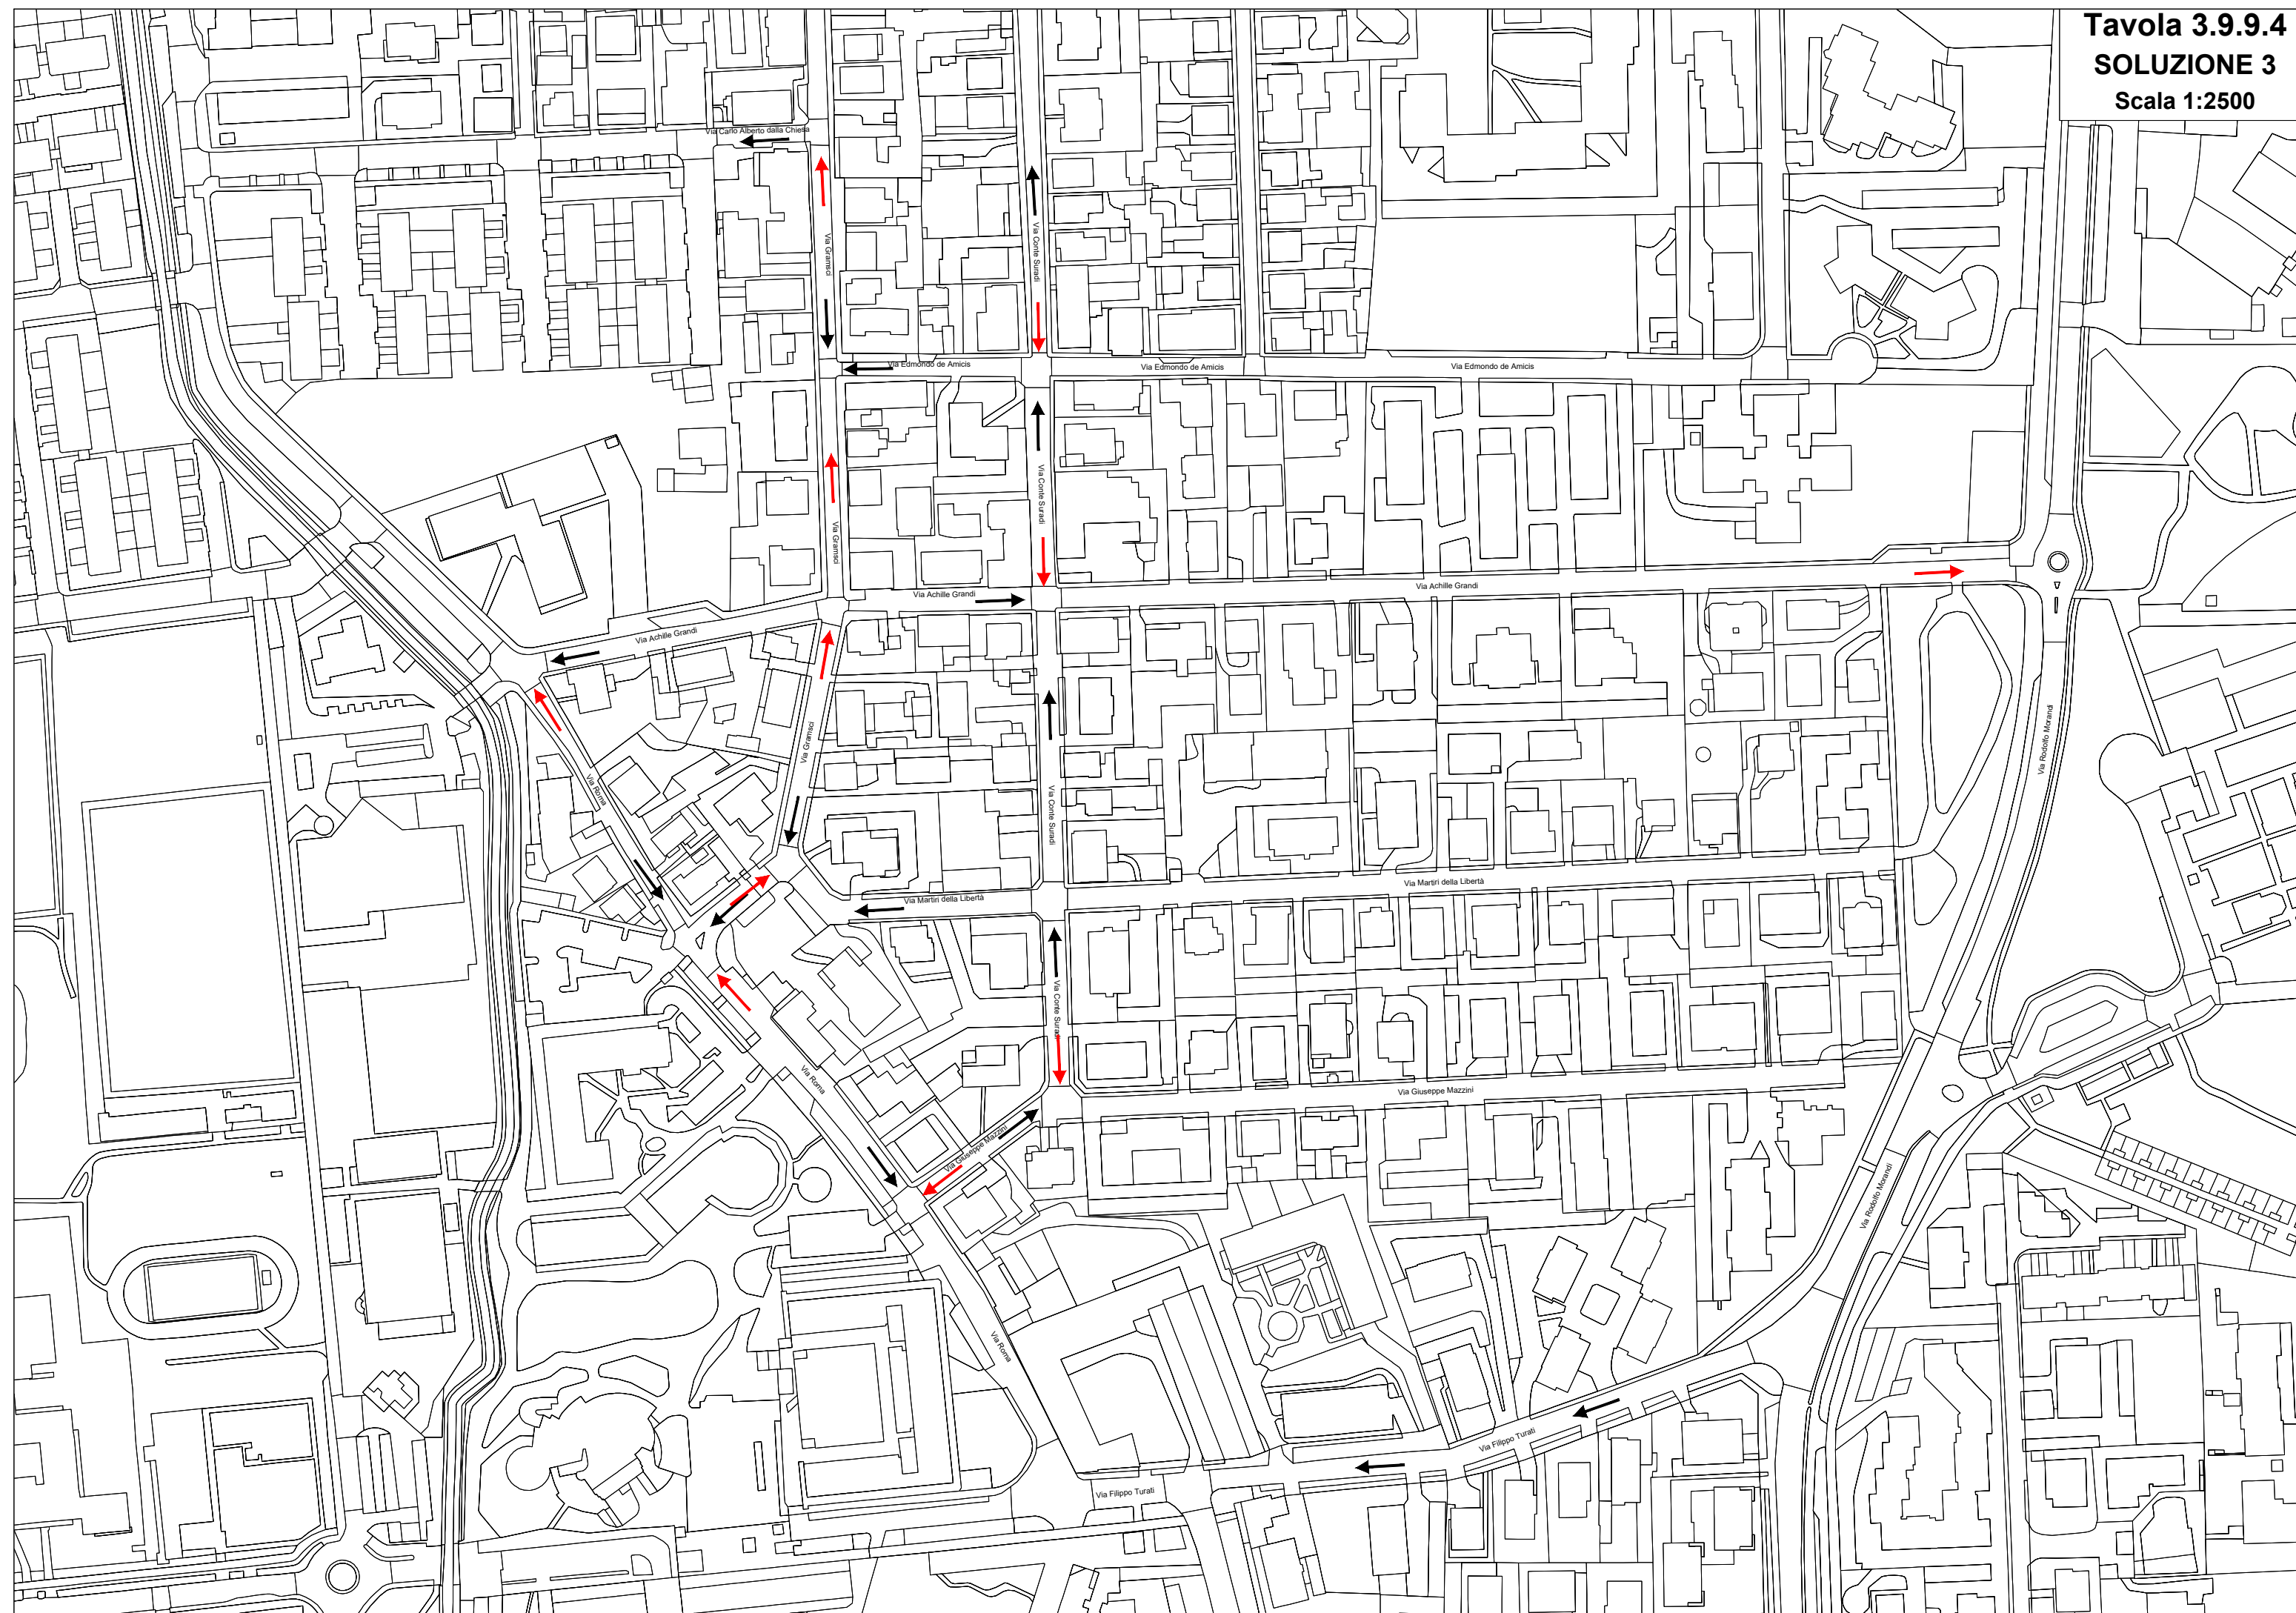 Tavola 3.9.9.4
SOLUZIONE 3
Scala 1:2500
Via Carlo Alberto dalla Chiesa
Via Gramsci
Via Conte Suradi
Via Edmondo de Amicis
Via Edmondo de Amicis
Via Edmondo de Amicis
Via Conte Suradi
Via Gramsci
Via Achille Grandi
Via Achille Grandi
Via Achille Grandi
Via Gramsci
Via Roma
Via Conte Suradi
Via Rodolfo Morandi
Via Martiri della Libertà
Via Martiri della Libertà
Via Conte Suradi
Via Roma
Via Giuseppe Mazzini
Via Giuseppe Mazzini
Via Rodolfo Morandi
Via Roma
Via Filippo Turati
Via Filippo Turati